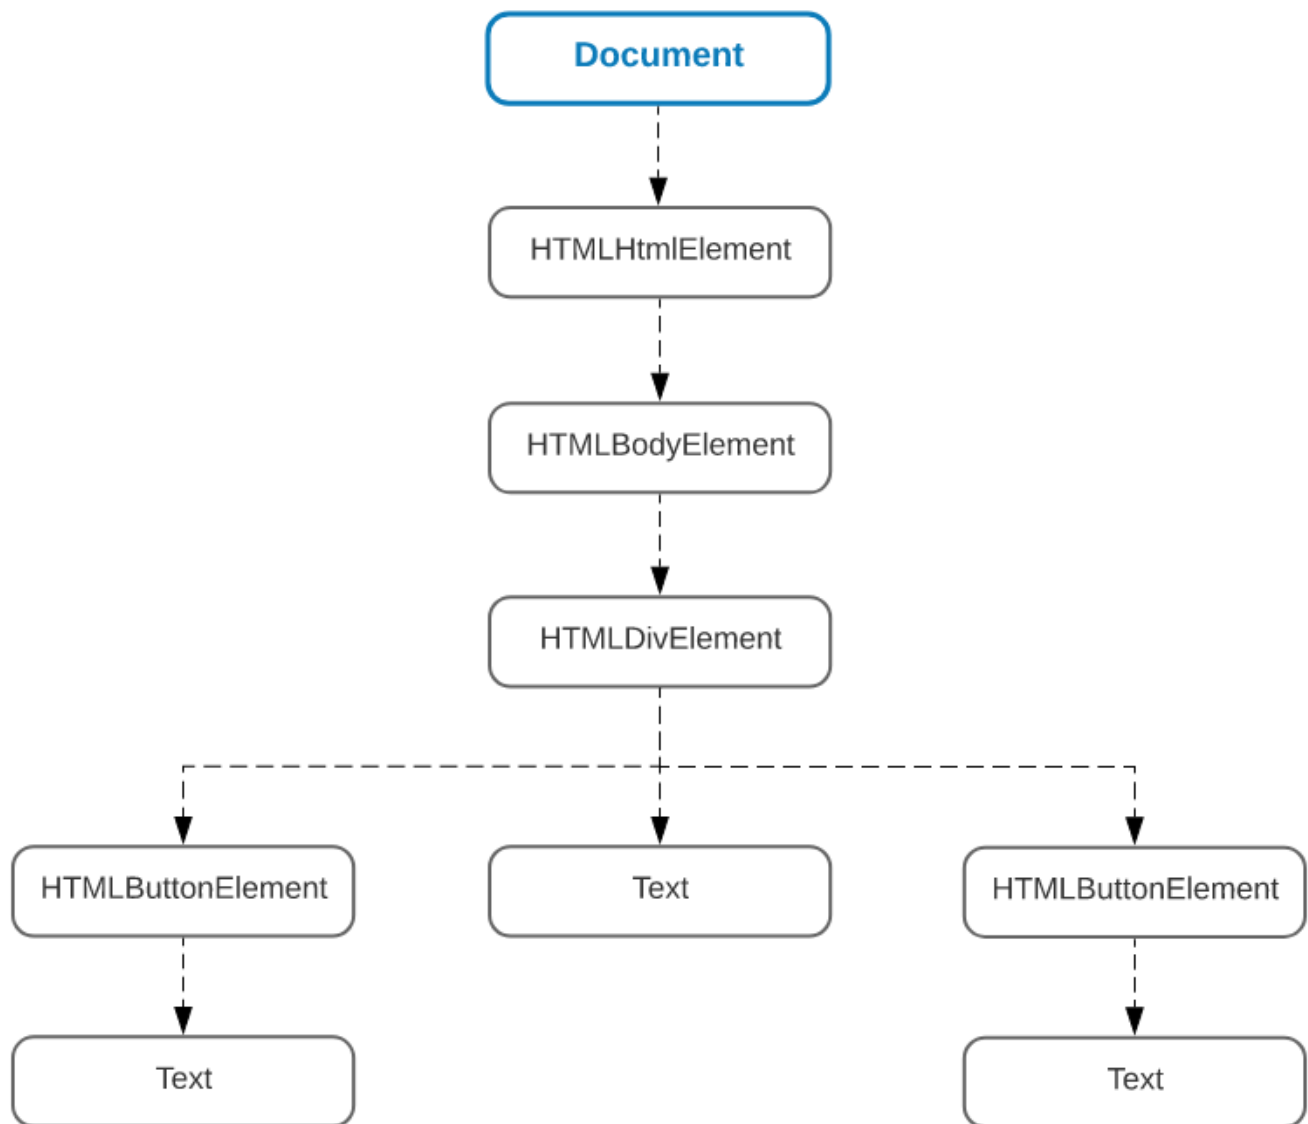 Document
HTMLHtmlElement
HTMLBodyElement
HTMLDivElement
HTMLButtonElement
Text
HTMLButtonElement
Text
Text